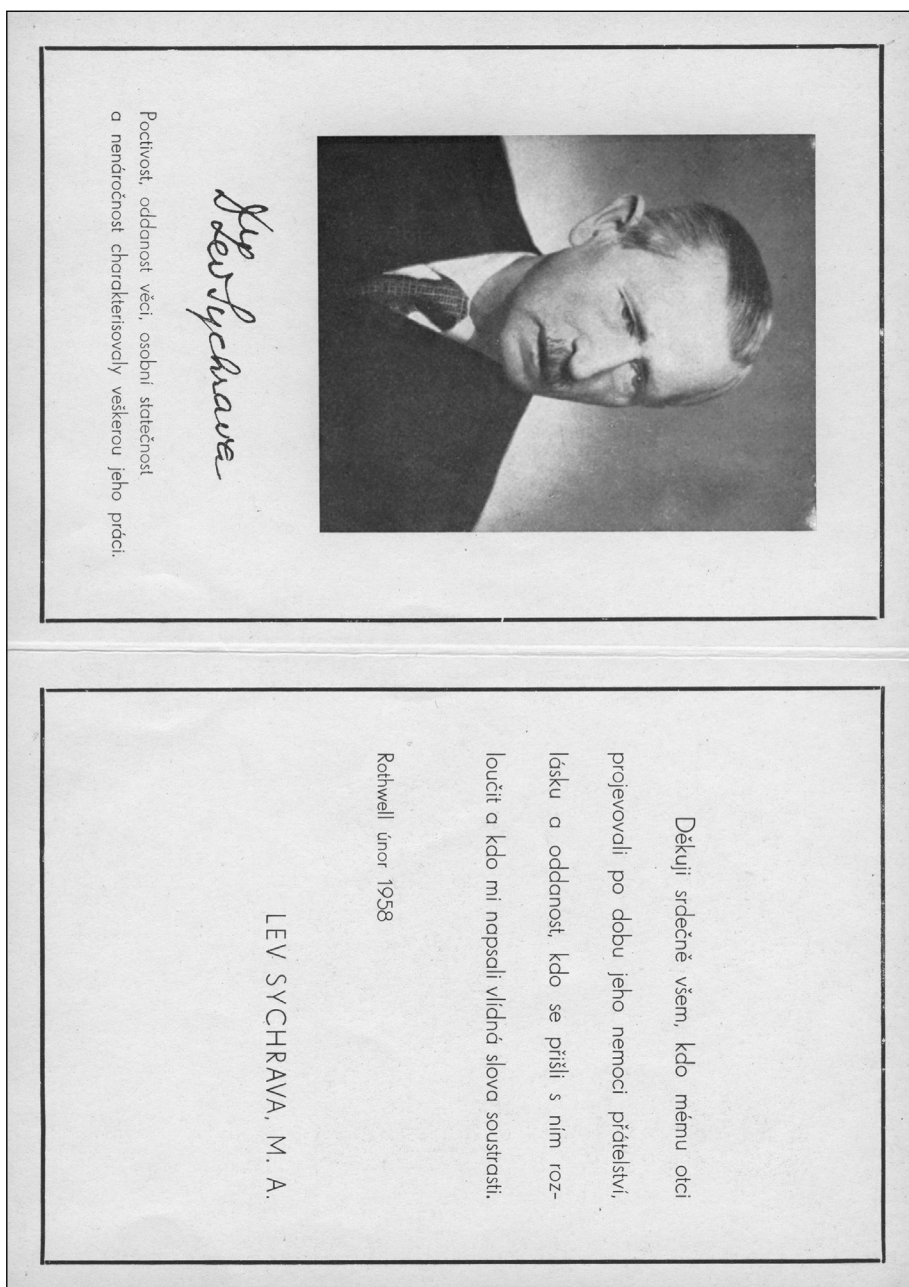 Lev Sychrava
Poctivost, oddanost věci, osobní statečnost
a nenáročnost charakterisovaly veškerou jeho práci.
Děkuji srdečně všem, kdo mému otci
projevovali po dobu jeho nemoci přátelství,
lásku a oddanost, kdo se přišli s ním roz-
loučit a kdo mi napsali vlídná slova soustrasti.
Rothwell únor 1958
LEV SYCHRAVA, M. A.